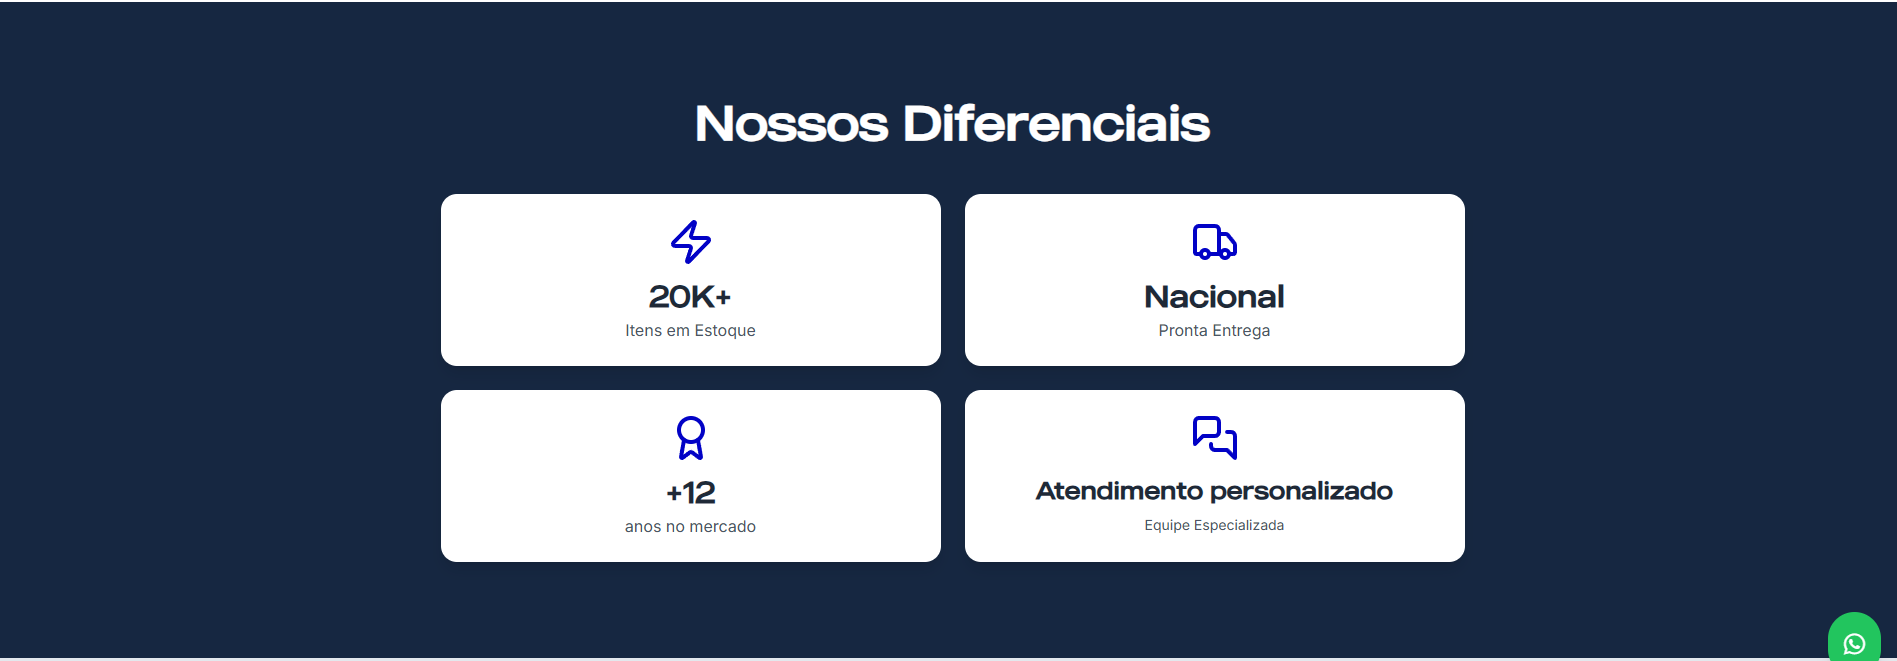 Nossos Diferenciais
20K+
Itens em Estoque
Nacional
Pronta Entrega
+12
anos no mercado
Atendimento personalizado
Equipe Especializada